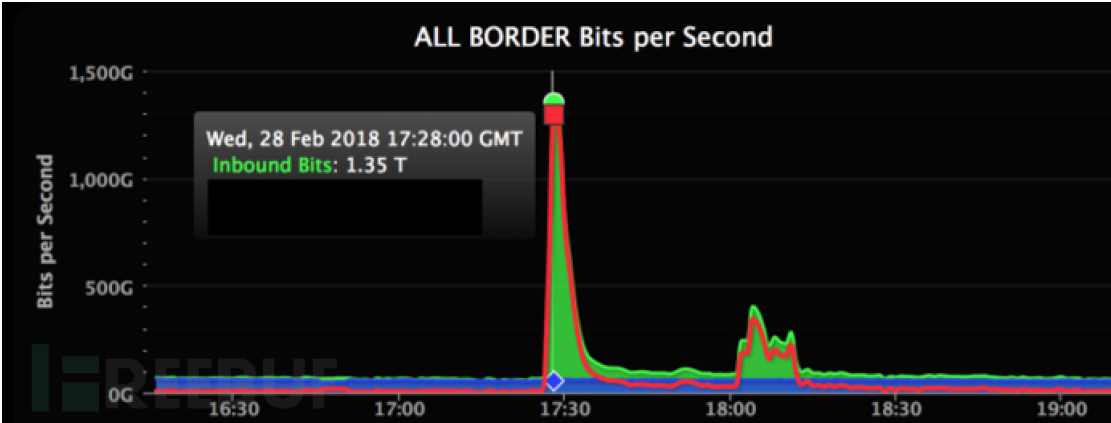 ALL BORDER Bits per Second
1,500G
1,000G
500G
0G
Bits per Second
Wed, 28 Feb 2018 17:28:00 GMT
Inbound Bits: 1.35 T
REEBUF
16:30
17:00
17:30
18:00
18:30
19:00